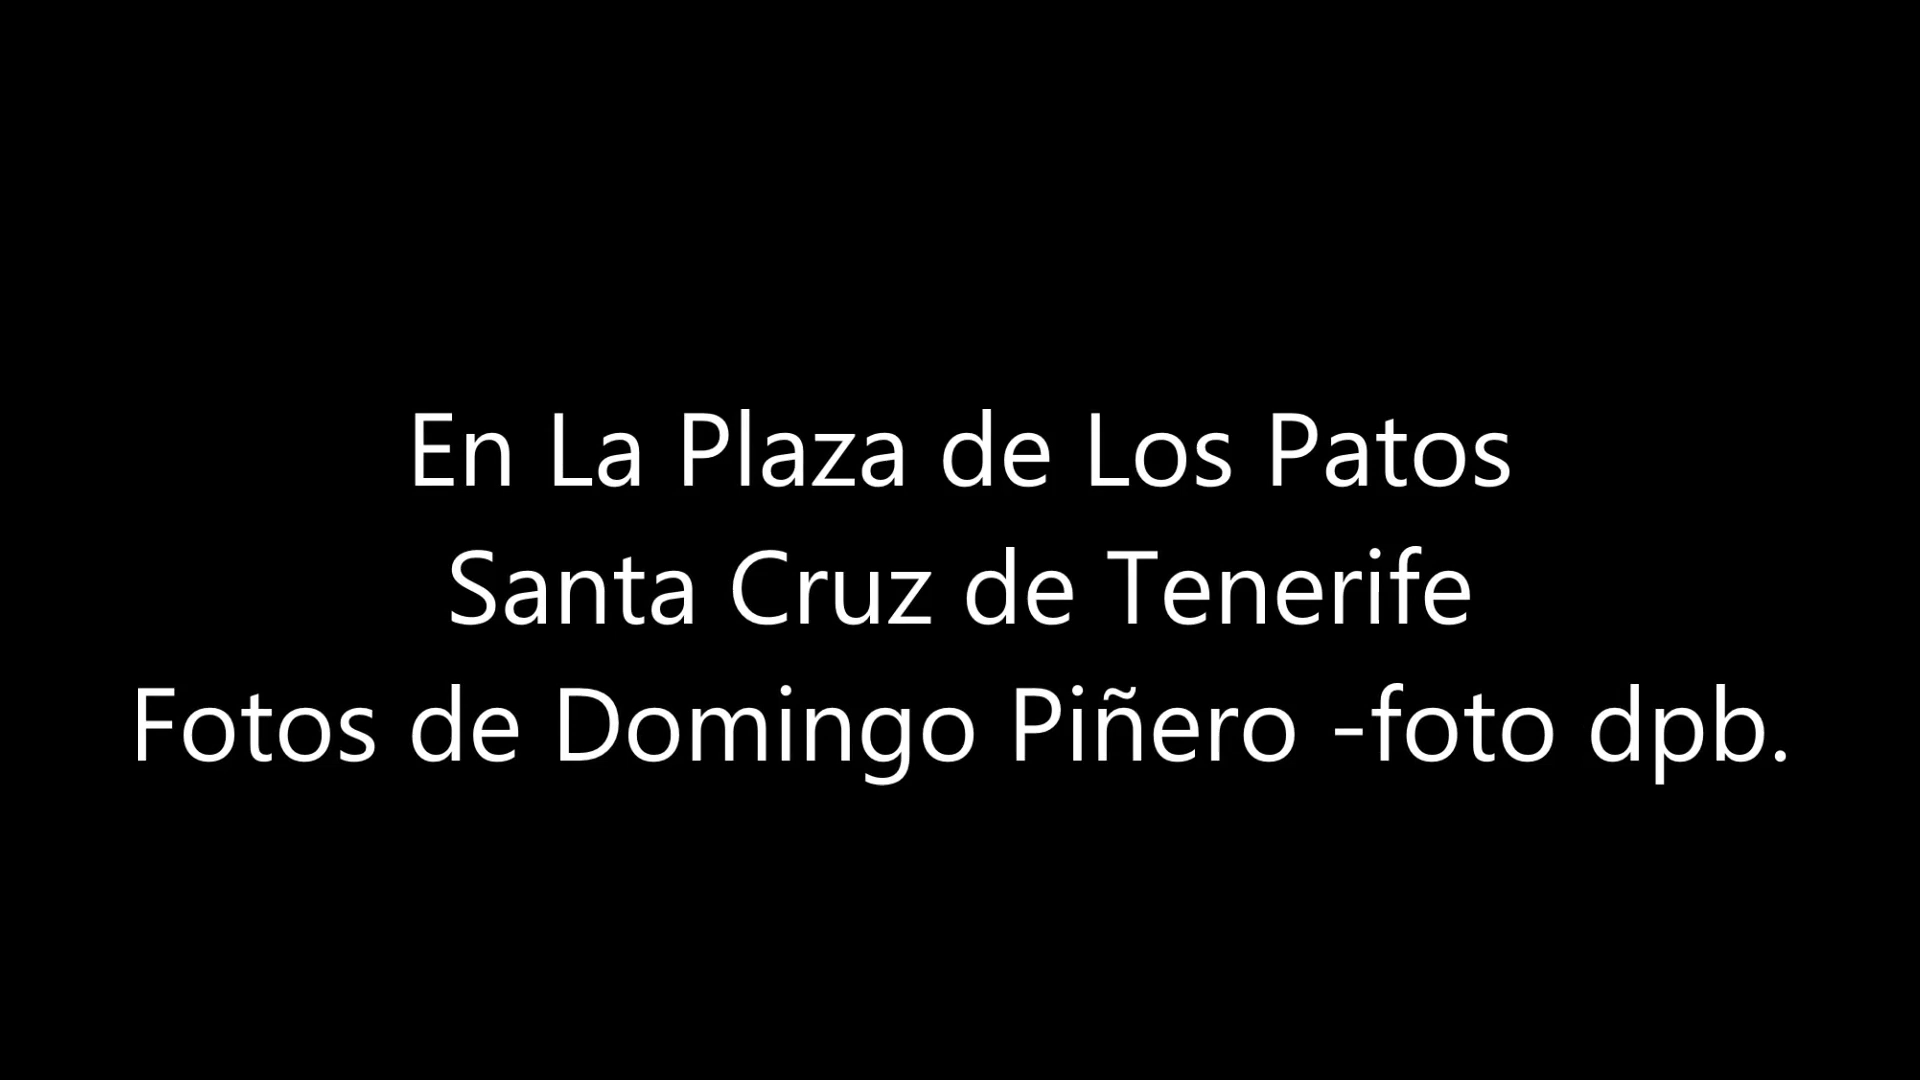 En La Plaza de Los Patos
Santa Cruz de Tenerife
Fotos de Domingo Piñero -foto dpb.